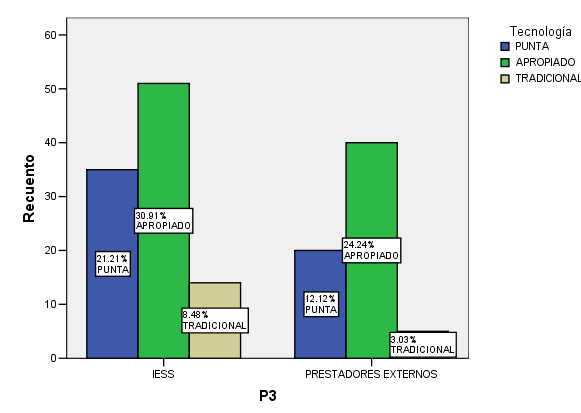 Tecnología
PUNTA
APROPIADO
TRADICIONAL
Recuento
60
50
40
30
20
10
0
21.21%
PUNTA
30.91%
APROPIADO
8.48%
TRADICIONAL
12.12%
PUNTA
24.24%
APROPIADO
3.03%
TRADICIONAL
IESS
PRESTADORES EXTERNOS
P3